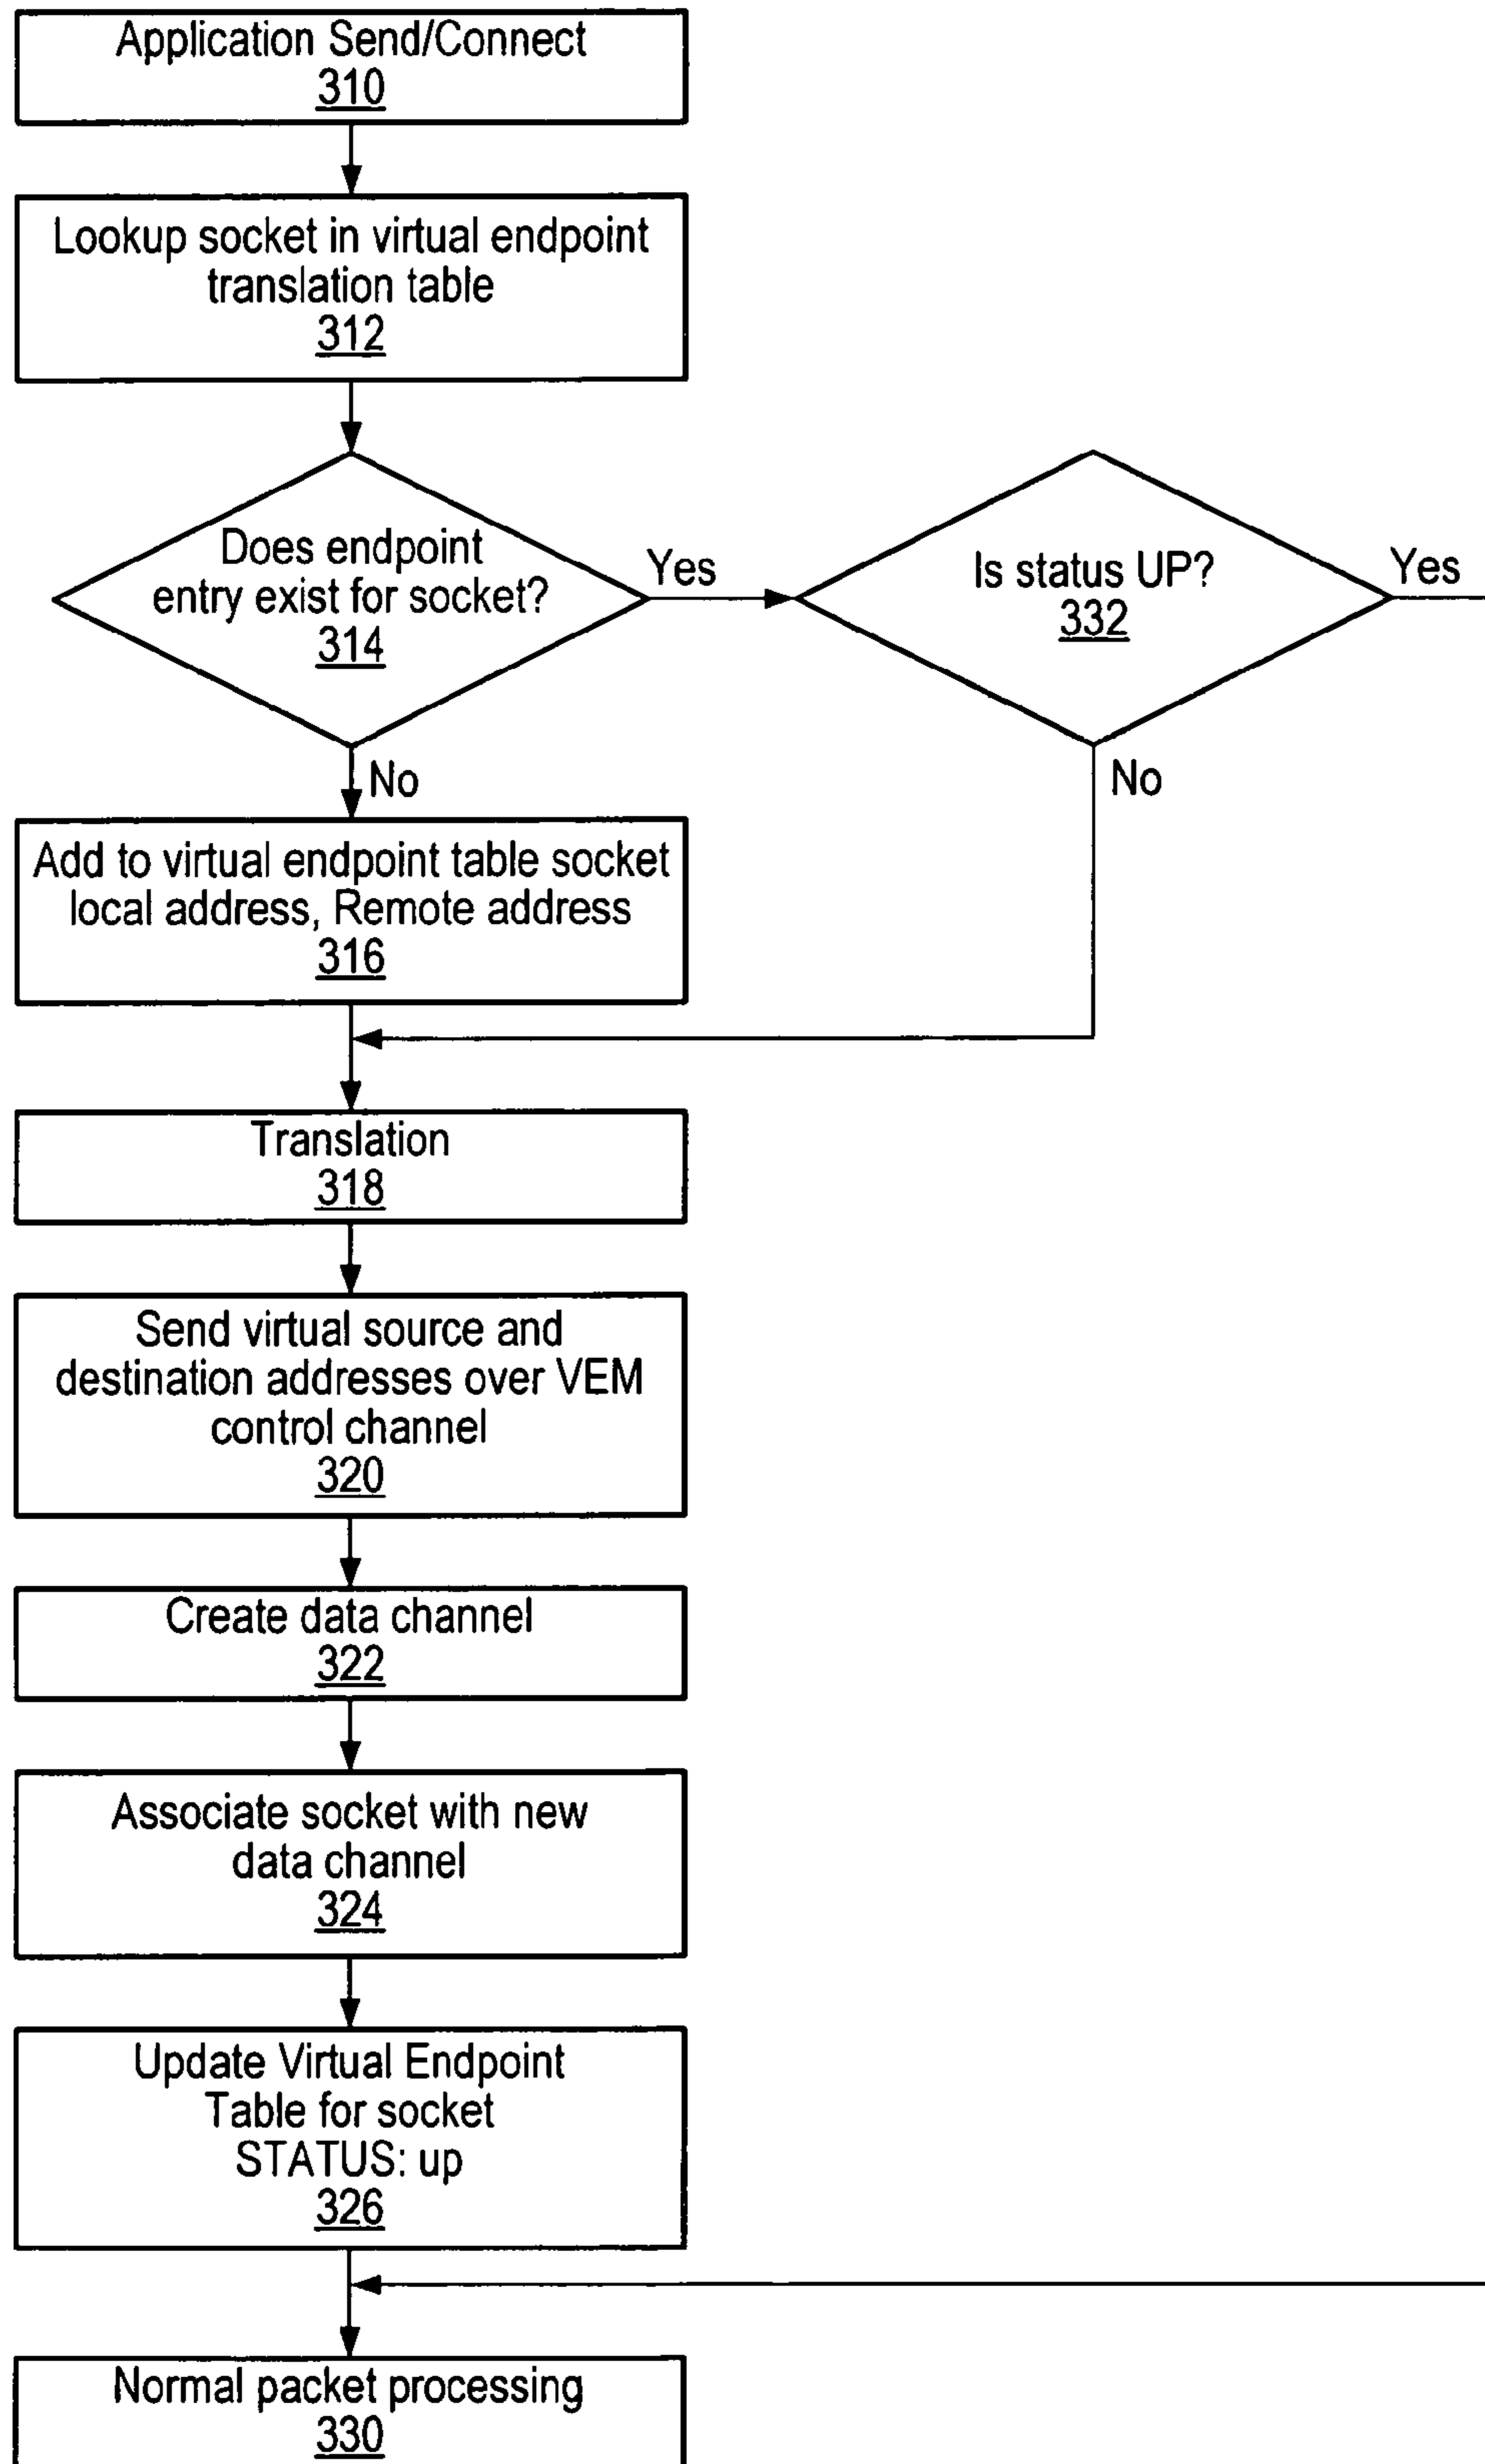 Application Send/Connect
310
Lookup socket in virtual endpoint
translation table
312
Does endpoint
entry exist for socket?
314
Yes
Is status UP?
332
Yes
No
No
Add to virtual endpoint table socket
local address, Remote address
316
Translation
318
Send virtual source and
destination addresses over VEM
control channel
320
Create data channel
322
Associate socket with new
data channel
324
Update Virtual Endpoint
Table for socket
STATUS: up
326
Normal packet processing
330